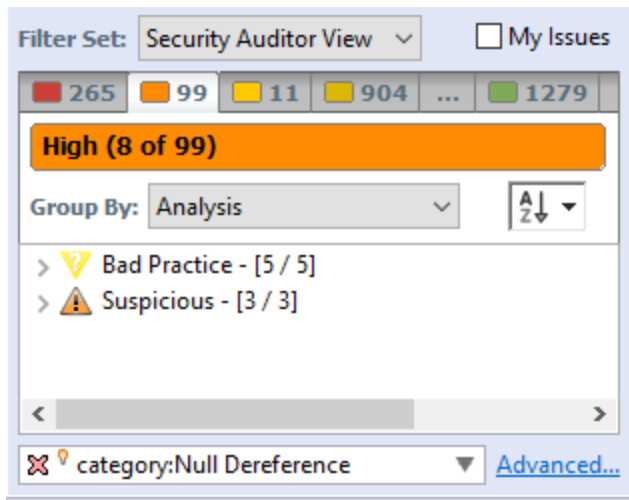 Filter Set: Security Auditor View My Issues
265 99 11 904 ... 1279
High (8 of 99)
Group By: Analysis A Z
Bad Practice - [5 / 5]
Suspicious - [3 / 3]
category:Null Dereference Advanced...